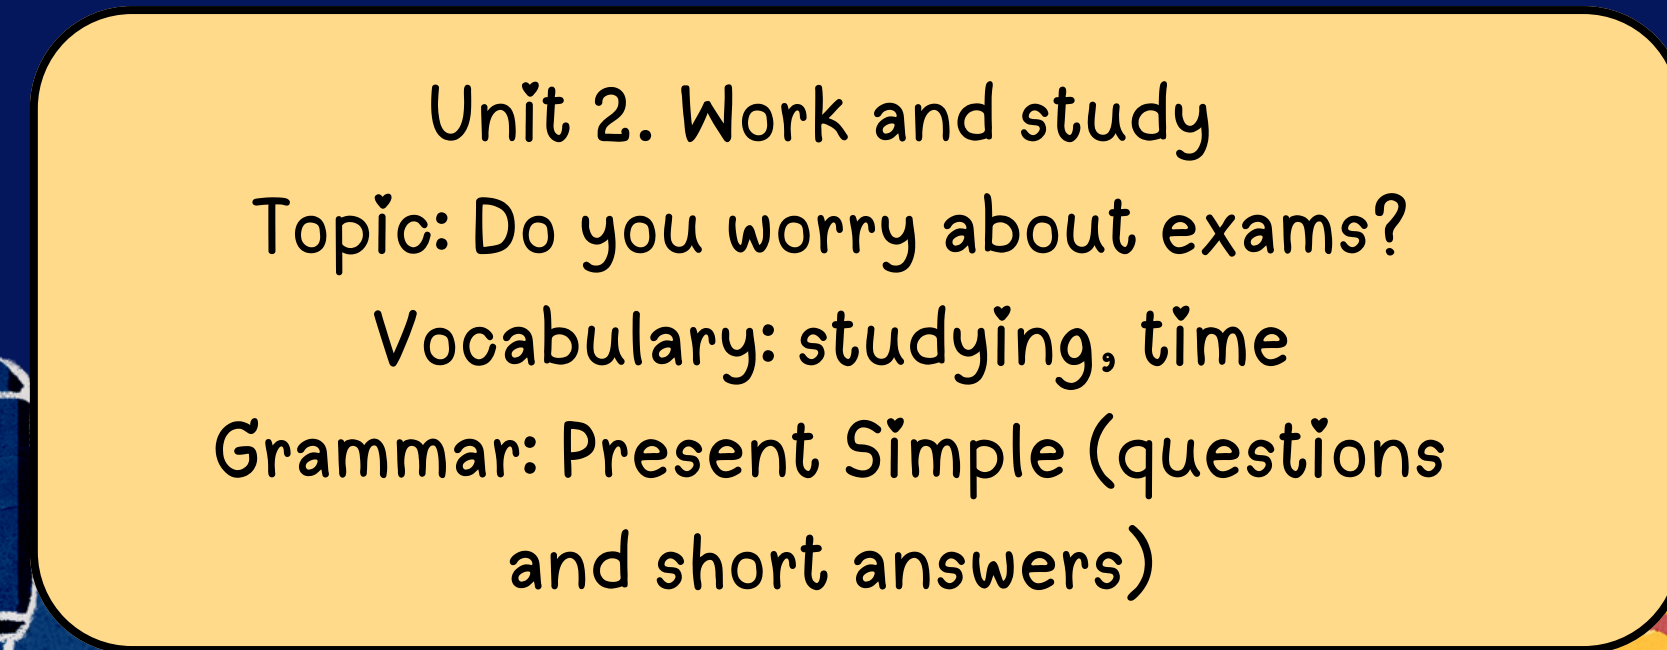 Unit 2. Work and study
Topic: Do you worry about exams?
Vocabulary: studying, time
Grammar: Present Simple (questions
and short answers)